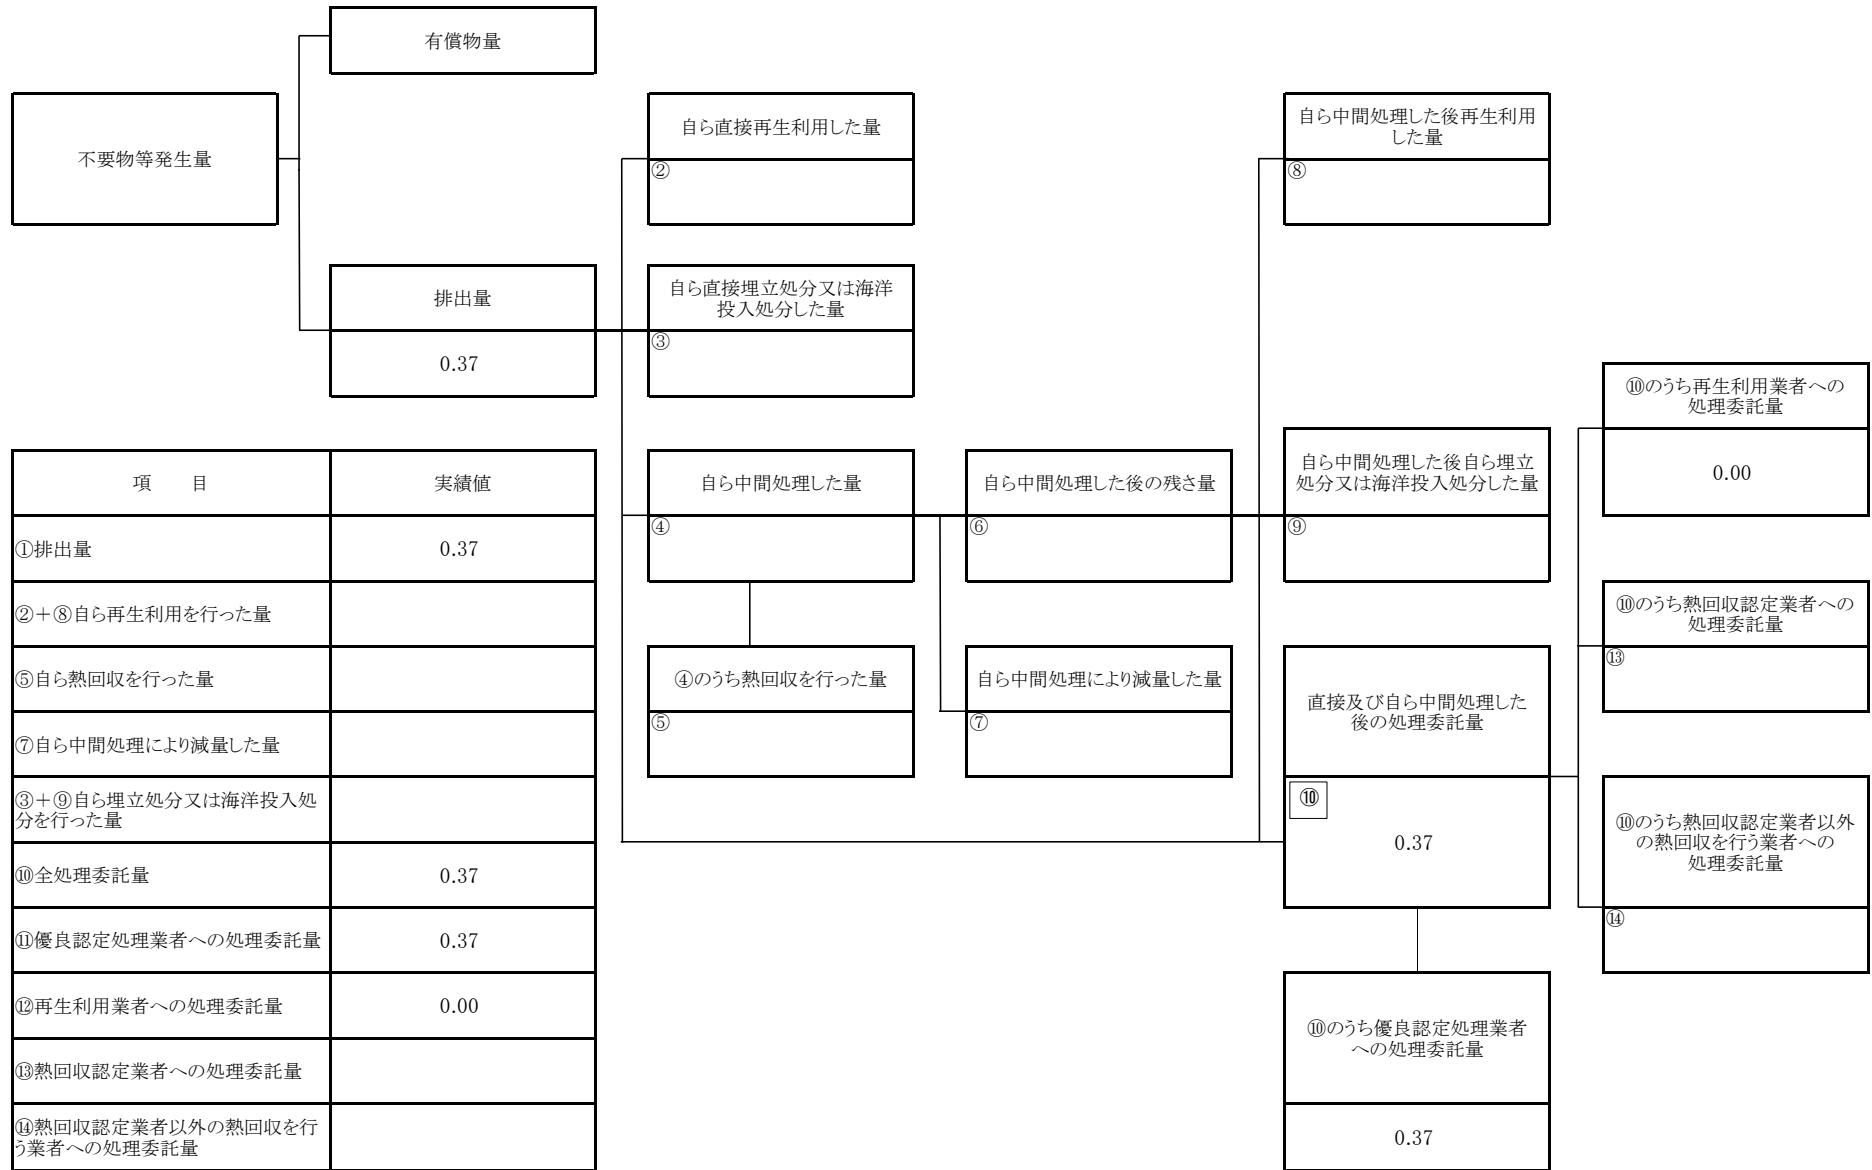 有償物量
不要物等発生量
自ら直接再生利用した量
②
自ら中間処理した後再生利用
した量
⑧
排出量
0.37
自ら直接埋立処分又は海洋
投入処分した量
③
⑩のうち再生利用業者への
処理委託量
0.00
自ら中間処理した量
④
自ら中間処理した後の残さ量
⑥
自ら中間処理した後自ら埋立
処分又は海洋投入処分した量
⑨
⑩のうち熱回収認定業者への
処理委託量
⑬
④のうち熱回収を行った量
⑤
自ら中間処理により減量した量
⑦
直接及び自ら中間処理した
後の処理委託量
⑩
0.37
⑩のうち熱回収認定業者以外
の熱回収を行う業者への
処理委託量
⑭
⑩のうち優良認定処理業者
への処理委託量
0.37
項　目 実績値
①排出量 0.37
②＋⑧自ら再生利用を行った量
⑤自ら熱回収を行った量
⑦自ら中間処理により減量した量
③＋⑨自ら埋立処分又は海洋投入処
分を行った量
⑩全処理委託量 0.37
⑪優良認定処理業者への処理委託量 0.37
⑫再生利用業者への処理委託量 0.00
⑬熱回収認定業者への処理委託量
⑭熱回収認定業者以外の熱回収を行
う業者への処理委託量